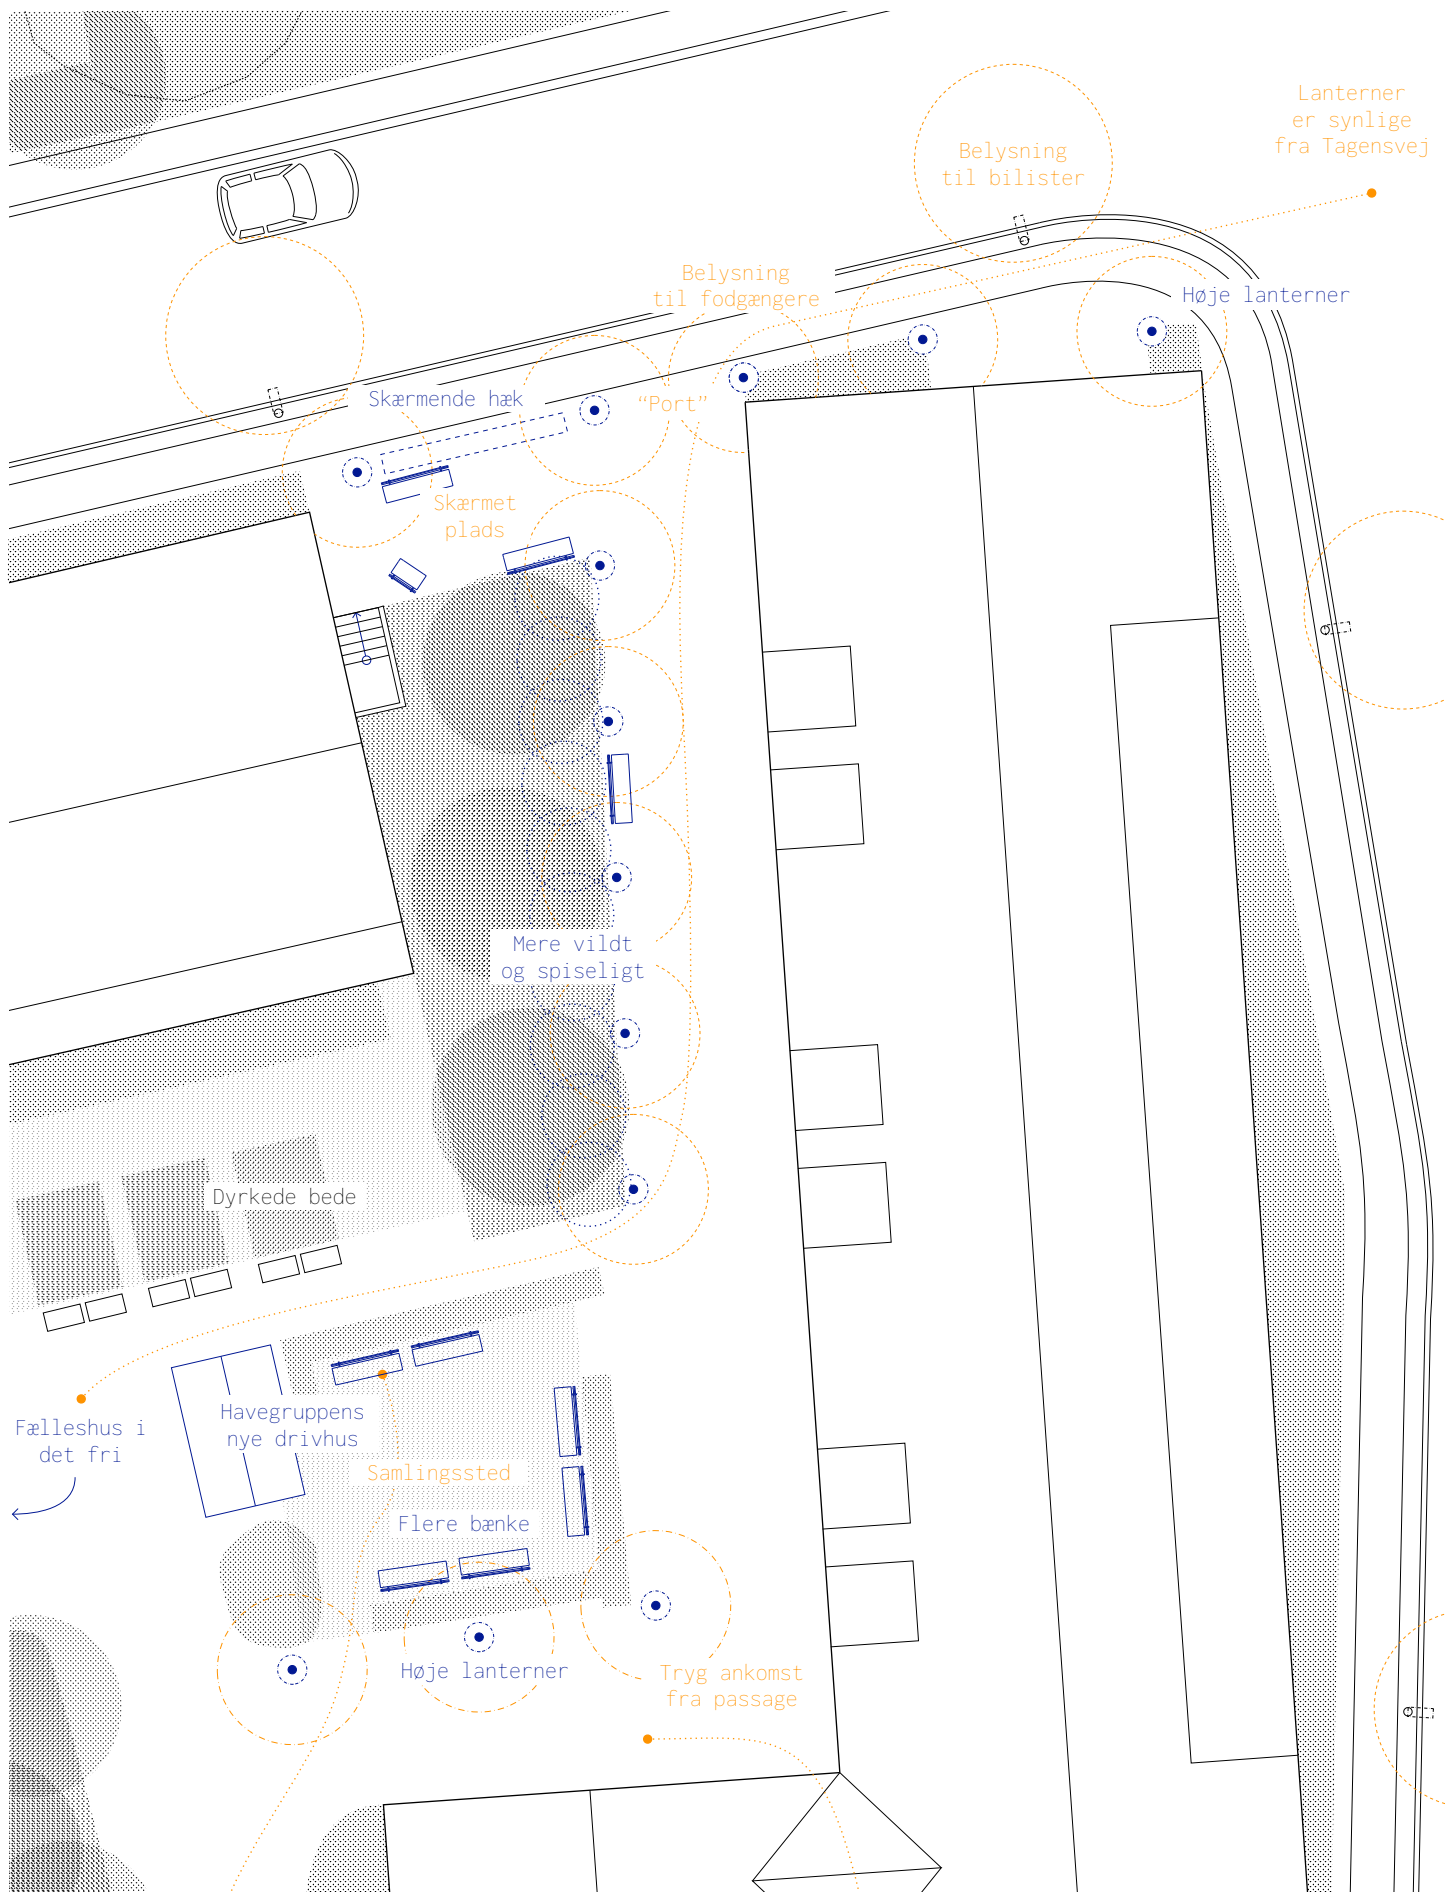 Lanterner
er synlige
fra Tagensvej
Belysning
til bilister
Belysning
til fodgængere
Høje lanterner
Skærmende hæk
“Port”
Skærmet
plads
Mere vildt
og spiseligt
Dyrkede bede
Fælleshus i
det fri
Havegruppens
nye drivhus
Samlingssted
Flere bænke
Høje lanterner
Tryg ankomst
fra passage